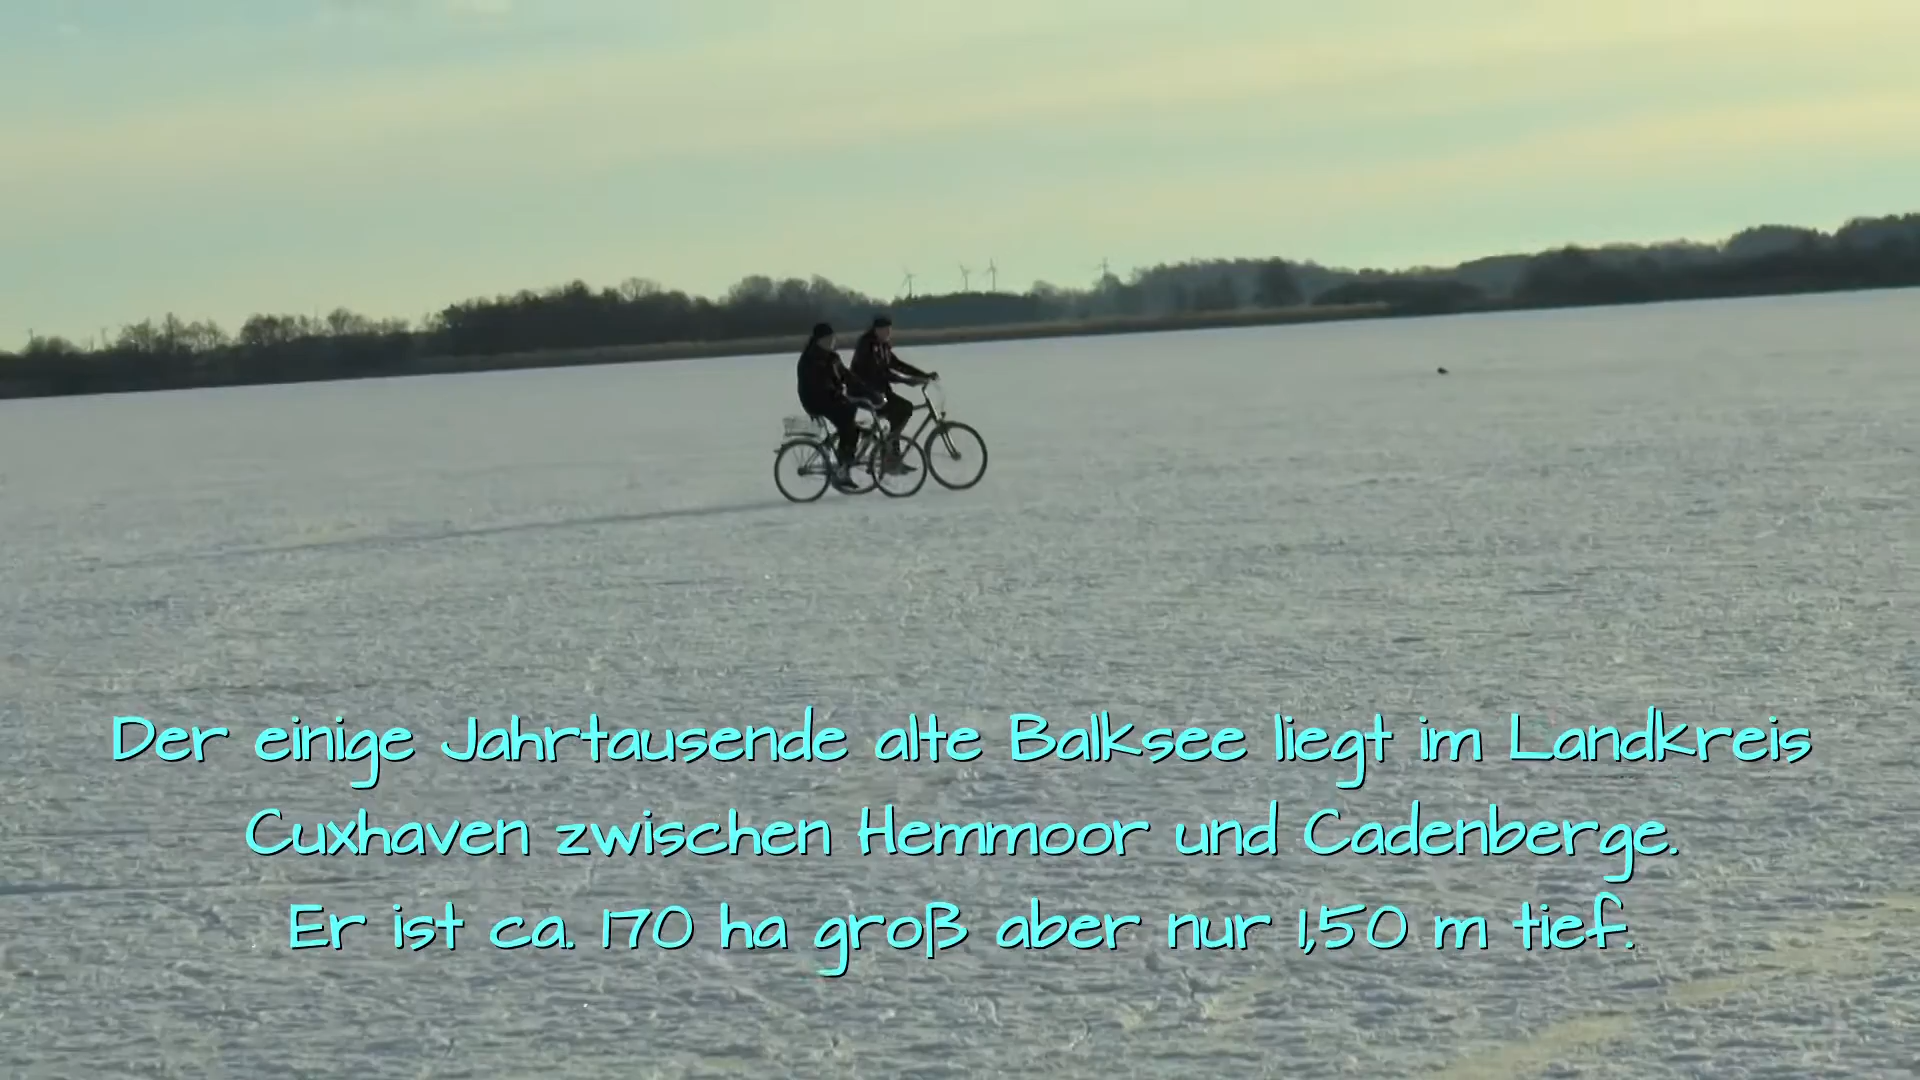 Der einige Jahrtausende alte Balksee liegt im Landkreis
Cuxhaven zwischen Hemmoor und Cadenberge.
Er ist ca. 170 ha groß aber nur 1,50 m tief.